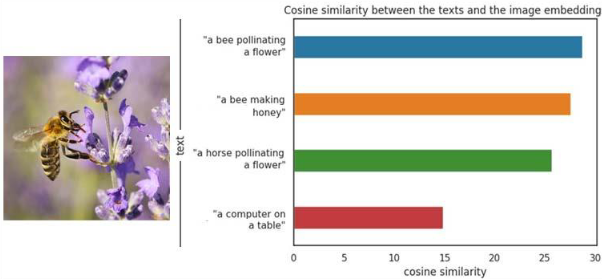 Cosine similarity between the texts and the image embedding
text
"a bee pollinating
a flower"
"a bee making
honey"
"a horse pollinating
a flower"
"a computer on
a table"
0 5 10 15 20 25 30
cosine similarity